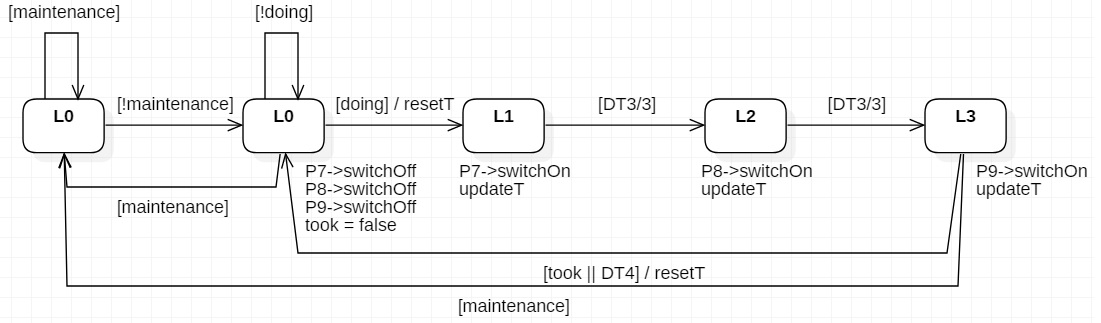 [maintenance]
[!doing]
[!maintenance]
[doing] / resetT
[DT3/3]
[DT3/3]
L0
L0
L1
L2
L3
P7->switchOff
P8->switchOff
P9->switchOff
took = false
P7->switchOn
updateT
P8->switchOn
updateT
P9->switchOn
updateT
[maintenance]
[took || DT4] / resetT
[maintenance]